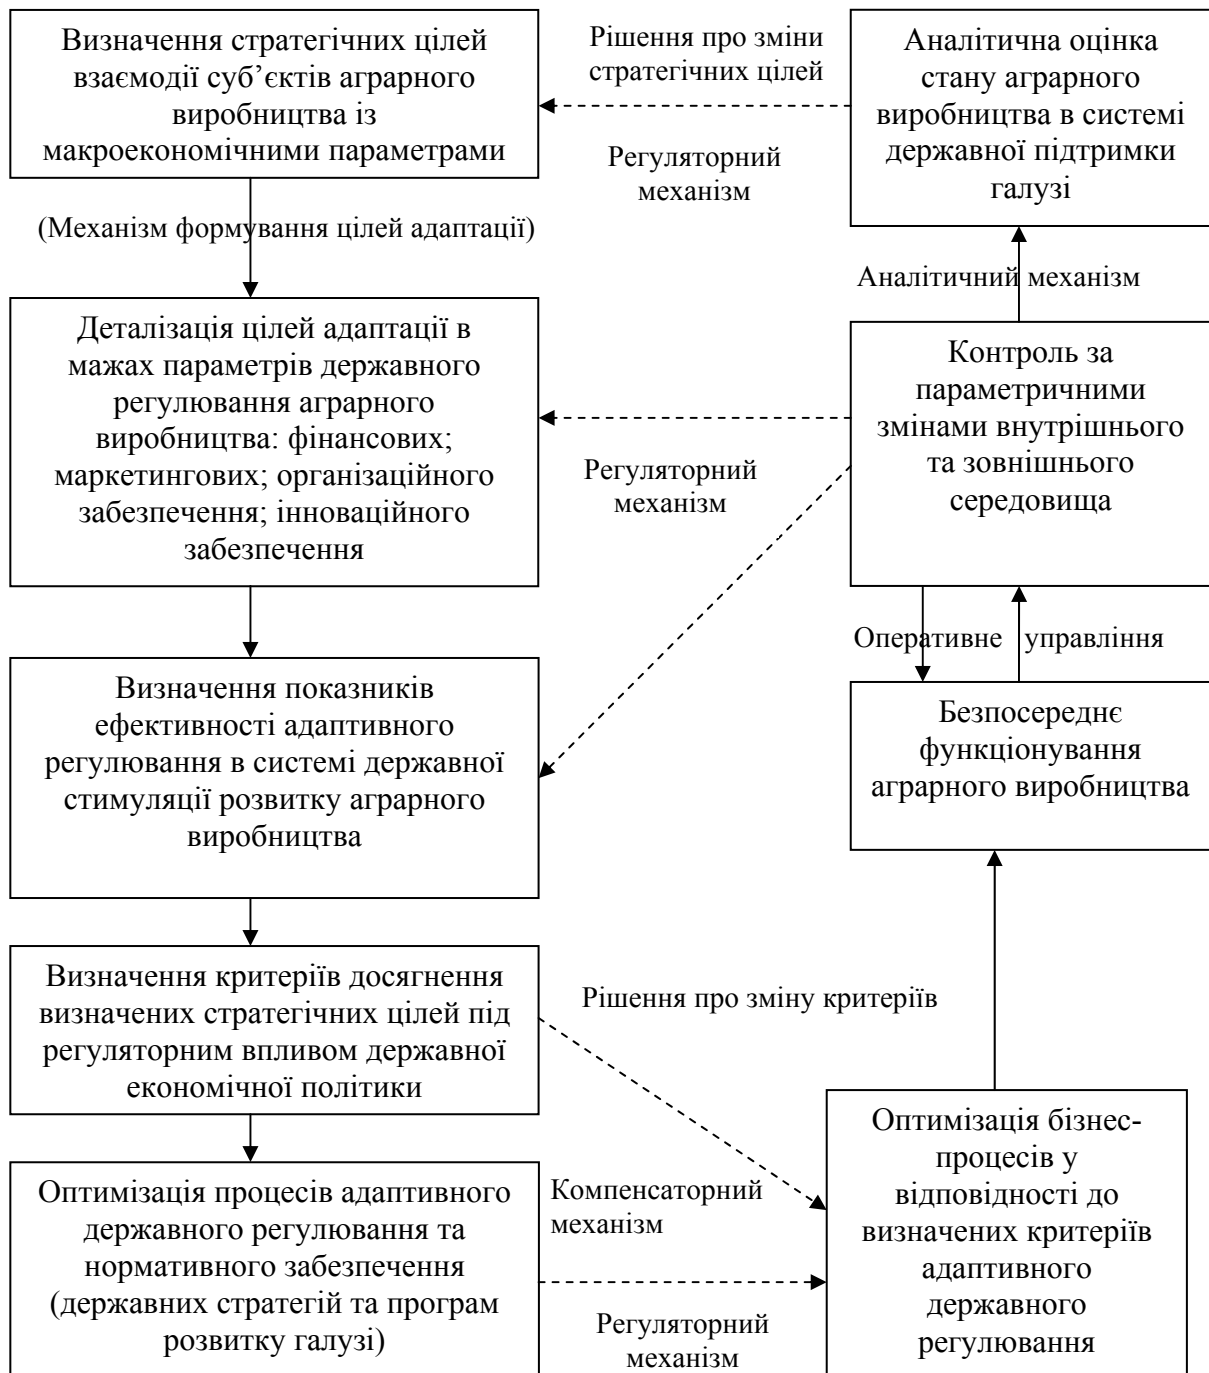 Визначення стратегічних цілей
взаємодії суб’єктів аграрного
виробництва із
макроекономічними параметрами
Рішення про зміни
стратегічних цілей
Регуляторний
механізм
Аналітична оцінка
стану аграрного
виробництва в системі
державної підтримки
галузі
(Механізм формування цілей адаптації)
Аналітичний механізм
Деталізація цілей адаптації в
мажах параметрів державного
регулювання аграрного
виробництва: фінансових;
маркетингових; організаційного
забезпечення; інноваційного
забезпечення
Регуляторний
механізм
Контроль за
параметричними
змінами внутрішнього
та зовнішнього
середовища
Оперативне управління
Визначення показників
ефективності адаптивного
регулювання в системі державної
стимуляції розвитку аграрного
виробництва
Безпосереднє
функціонування
аграрного виробництва
Визначення критеріїв досягнення
визначених стратегічних цілей під
регуляторним впливом державної
економічної політики
Рішення про зміну критеріїв
Оптимізація процесів адаптивного
державного регулювання та
нормативного забезпечення
(державних стратегій та програм
розвитку галузі)
Компенсаторний
механізм
Регуляторний
механізм
Оптимізація бізнес-
процесів у
відповідності до
визначених критеріїв
адаптивного
державного
регулювання